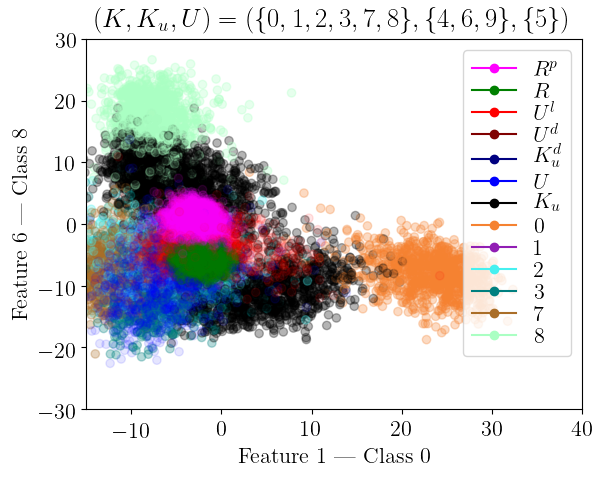 (K, K_u, U) = ({0, 1, 2, 3, 7, 8}, {4, 6, 9}, {5})
30
20
10
0
−10
−20
−30
Feature 6 — Class 8
R^p
R
U^l
U^d
K_u^d
U
K_u
0
1
2
3
7
8
−10
0
10
20
30
40
Feature 1 — Class 0